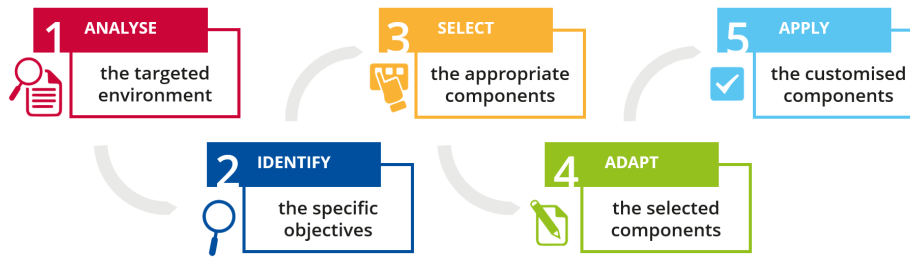 1 ANALYSE
the targeted
environment
2 IDENTIFY
the specific
objectives
3 SELECT
the appropriate
components
4 ADAPT
the selected
components
5 APPLY
the customised
components